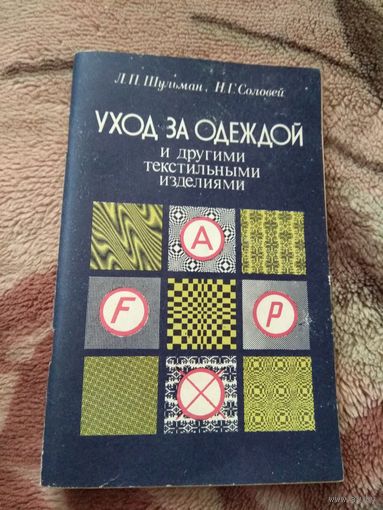 Л.П. Шульман, Н.Г. Соловей
УХОД ЗА ОДЕЖДОЙ
и другими
текстильными
изделиями
A
F
P